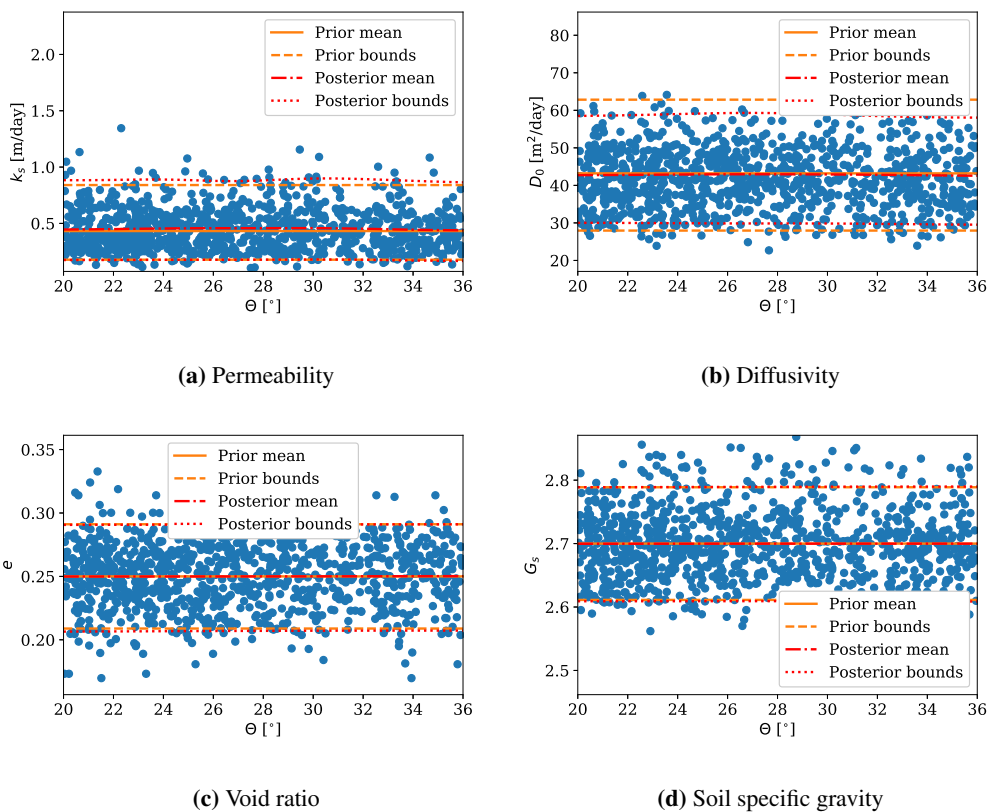 2.0
1.5
1.0
0.5
k_s [m/day]
20 22 24 26 28 30 32 34 36
Θ [°]
Prior mean
Prior bounds
Posterior mean
Posterior bounds
(a) Permeability
80
70
60
50
40
30
20
D_0 [m²/day]
20 22 24 26 28 30 32 34 36
Θ [°]
Prior mean
Prior bounds
Posterior mean
Posterior bounds
(b) Diffusivity
0.35
0.30
0.25
0.20
e
20 22 24 26 28 30 32 34 36
Θ [°]
Prior mean
Prior bounds
Posterior mean
Posterior bounds
(c) Void ratio
2.8
2.7
2.6
2.5
G_s
20 22 24 26 28 30 32 34 36
Θ [°]
Prior mean
Prior bounds
Posterior mean
Posterior bounds
(d) Soil specific gravity